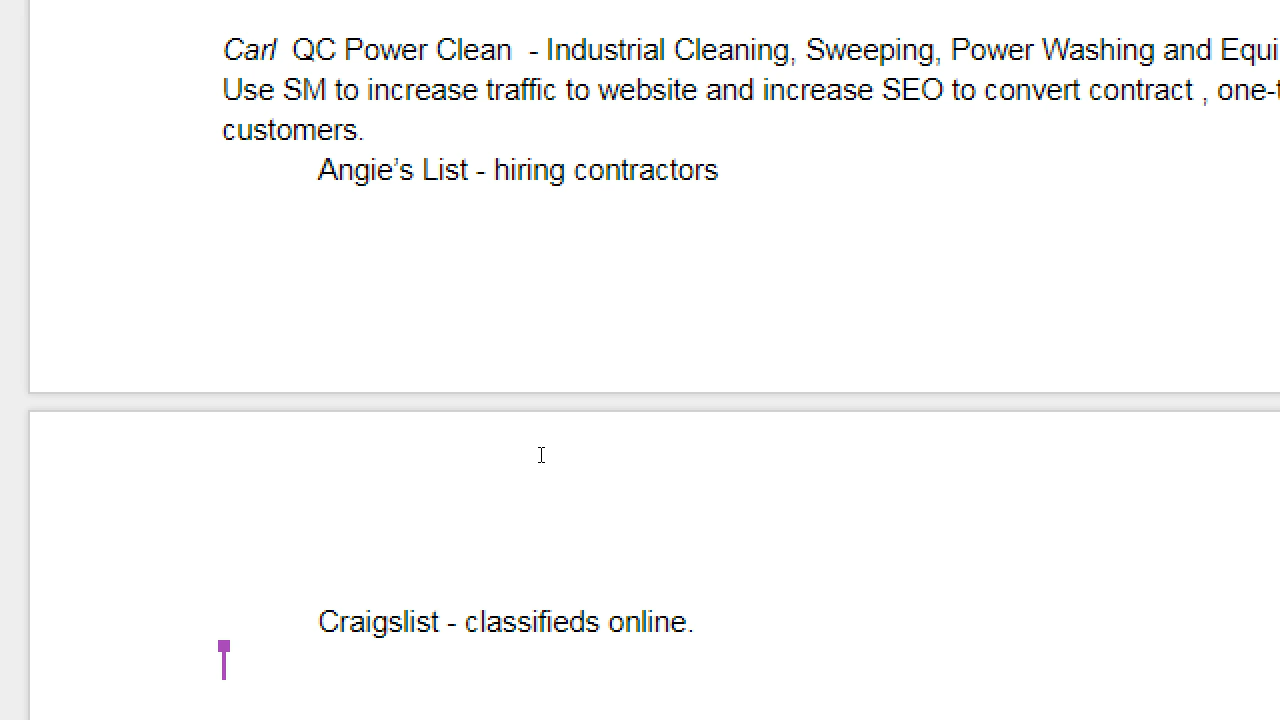 Carl QC Power Clean - Industrial Cleaning, Sweeping, Power Washing and Equi
Use SM to increase traffic to website and increase SEO to convert contract , one-t
customers.
Angie’s List - hiring contractors
Craigslist - classifieds online.